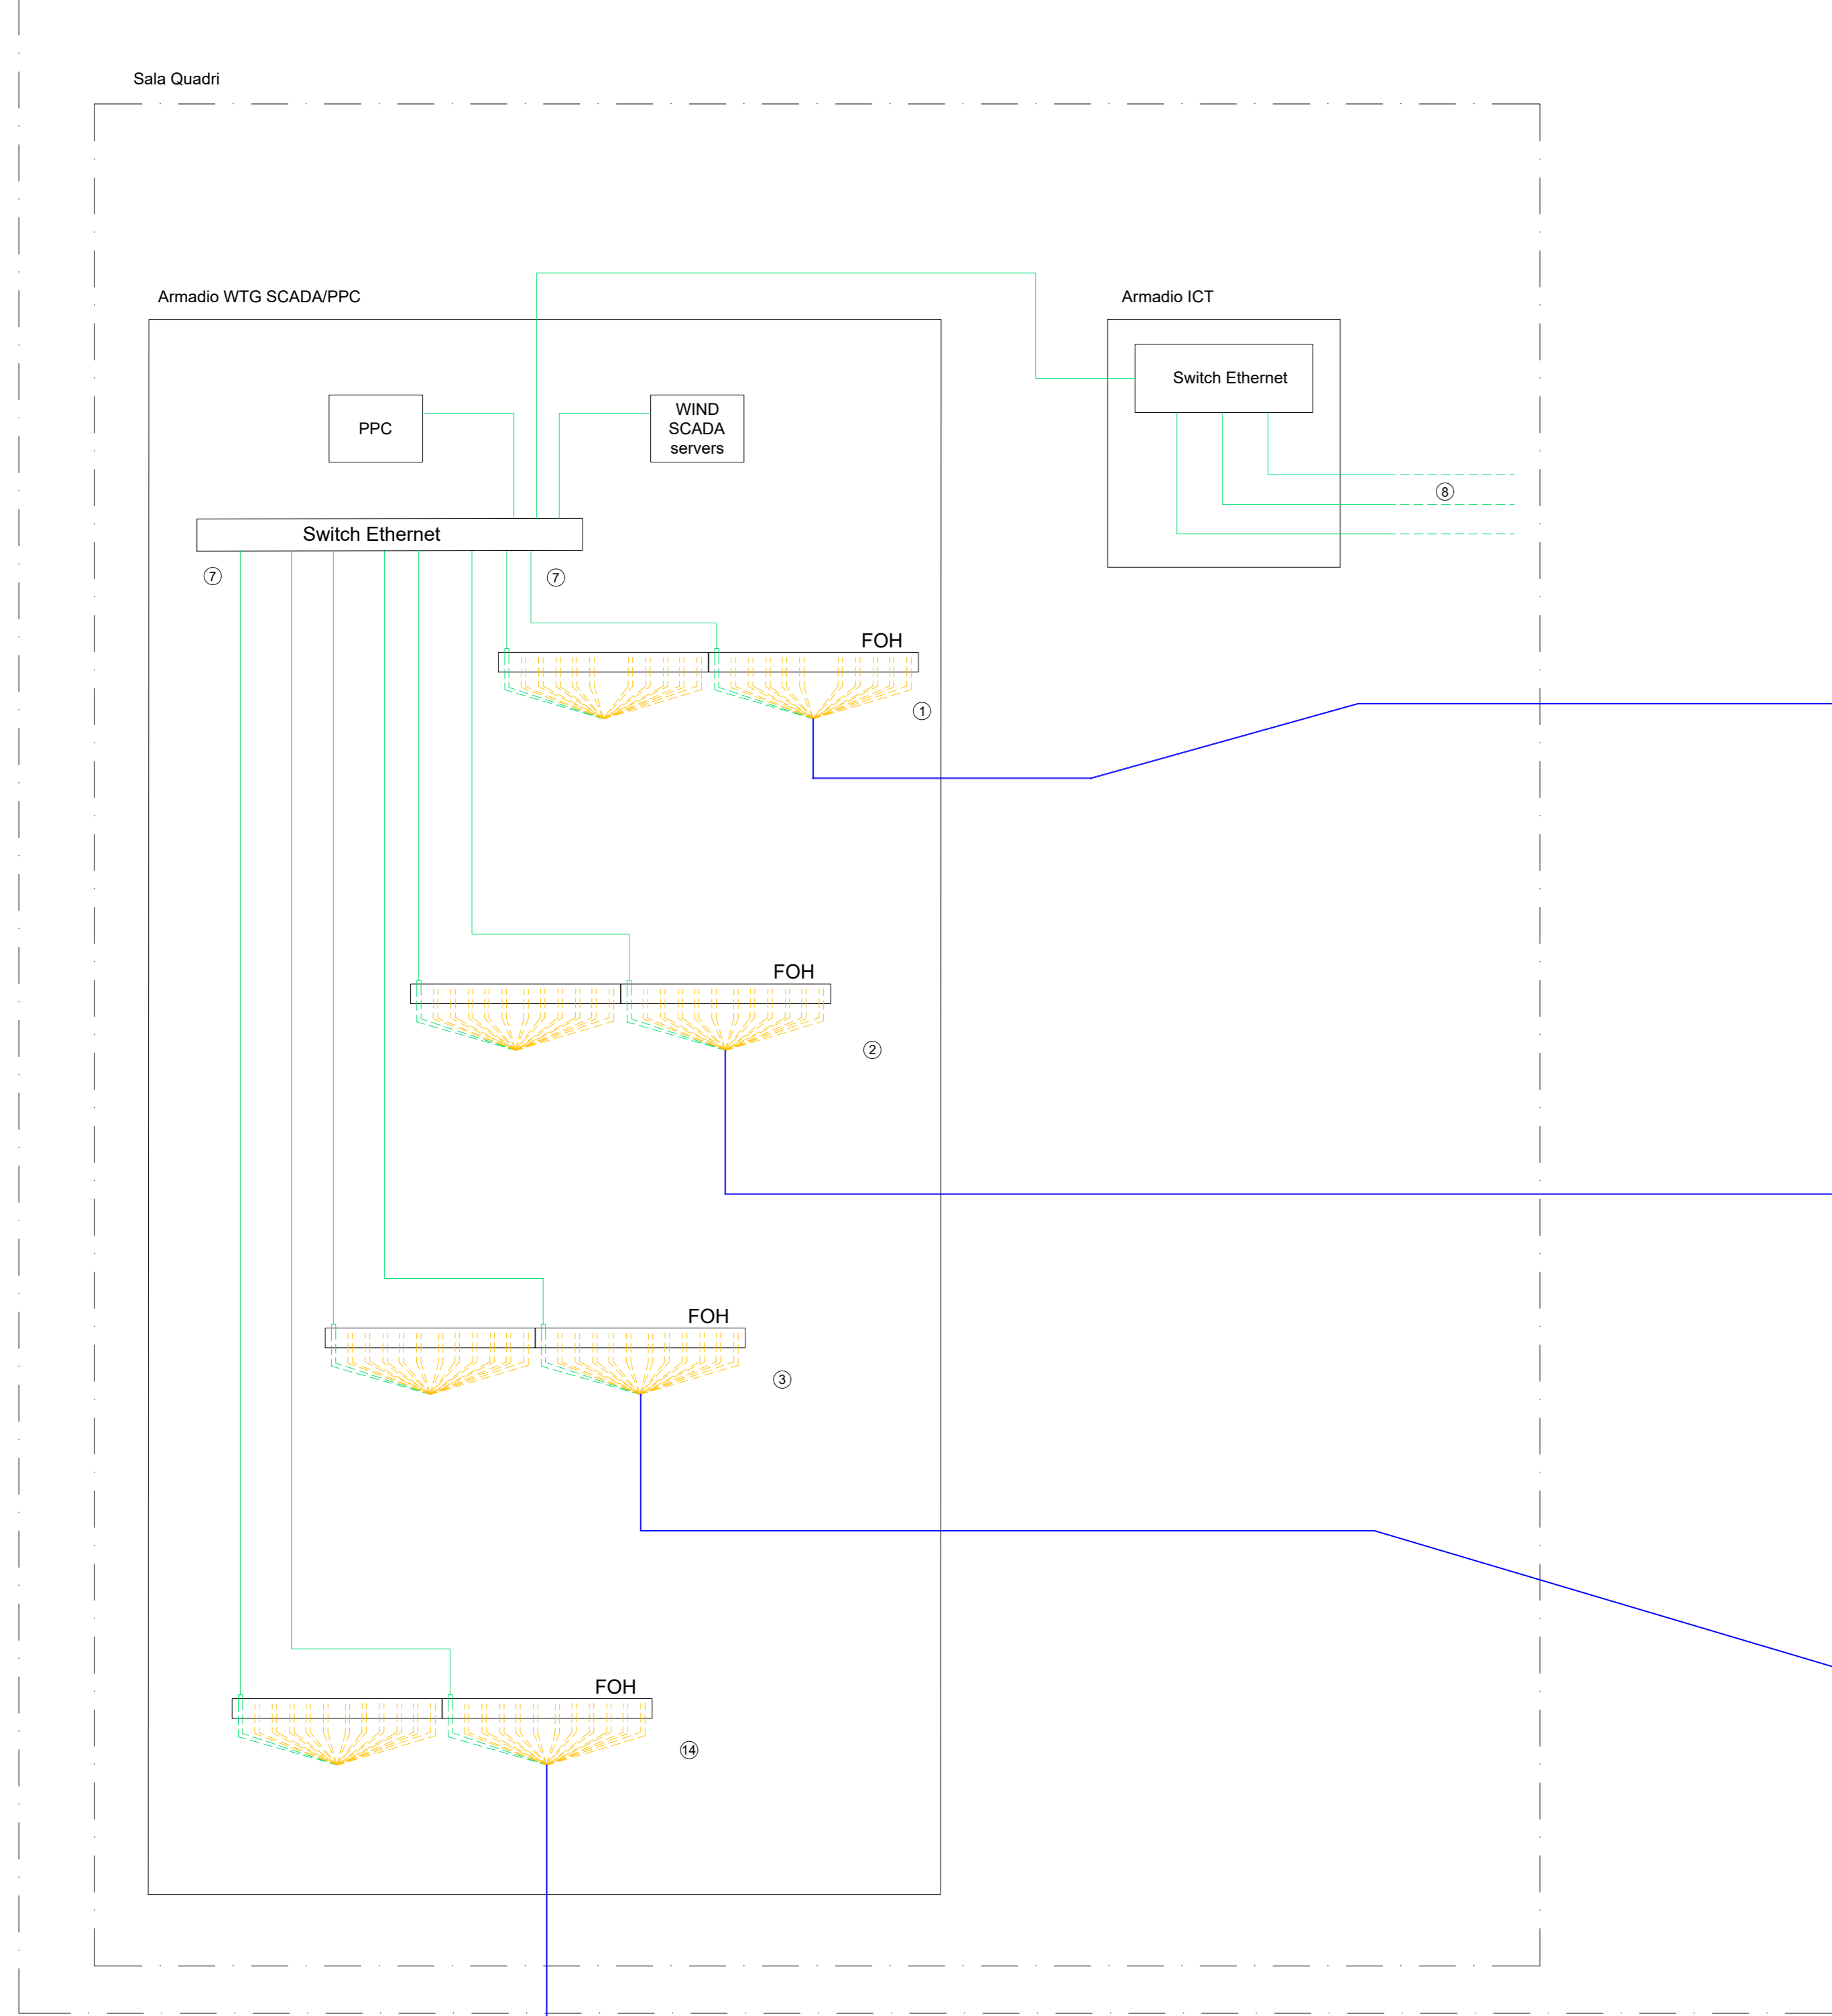 Sala Quadri
Armadio WTG SCADA/PPC
Armadio ICT
Switch Ethernet
PPC
WIND
SCADA
servers
8
Switch Ethernet
7
7
FOH
1
FOH
2
FOH
3
FOH
14